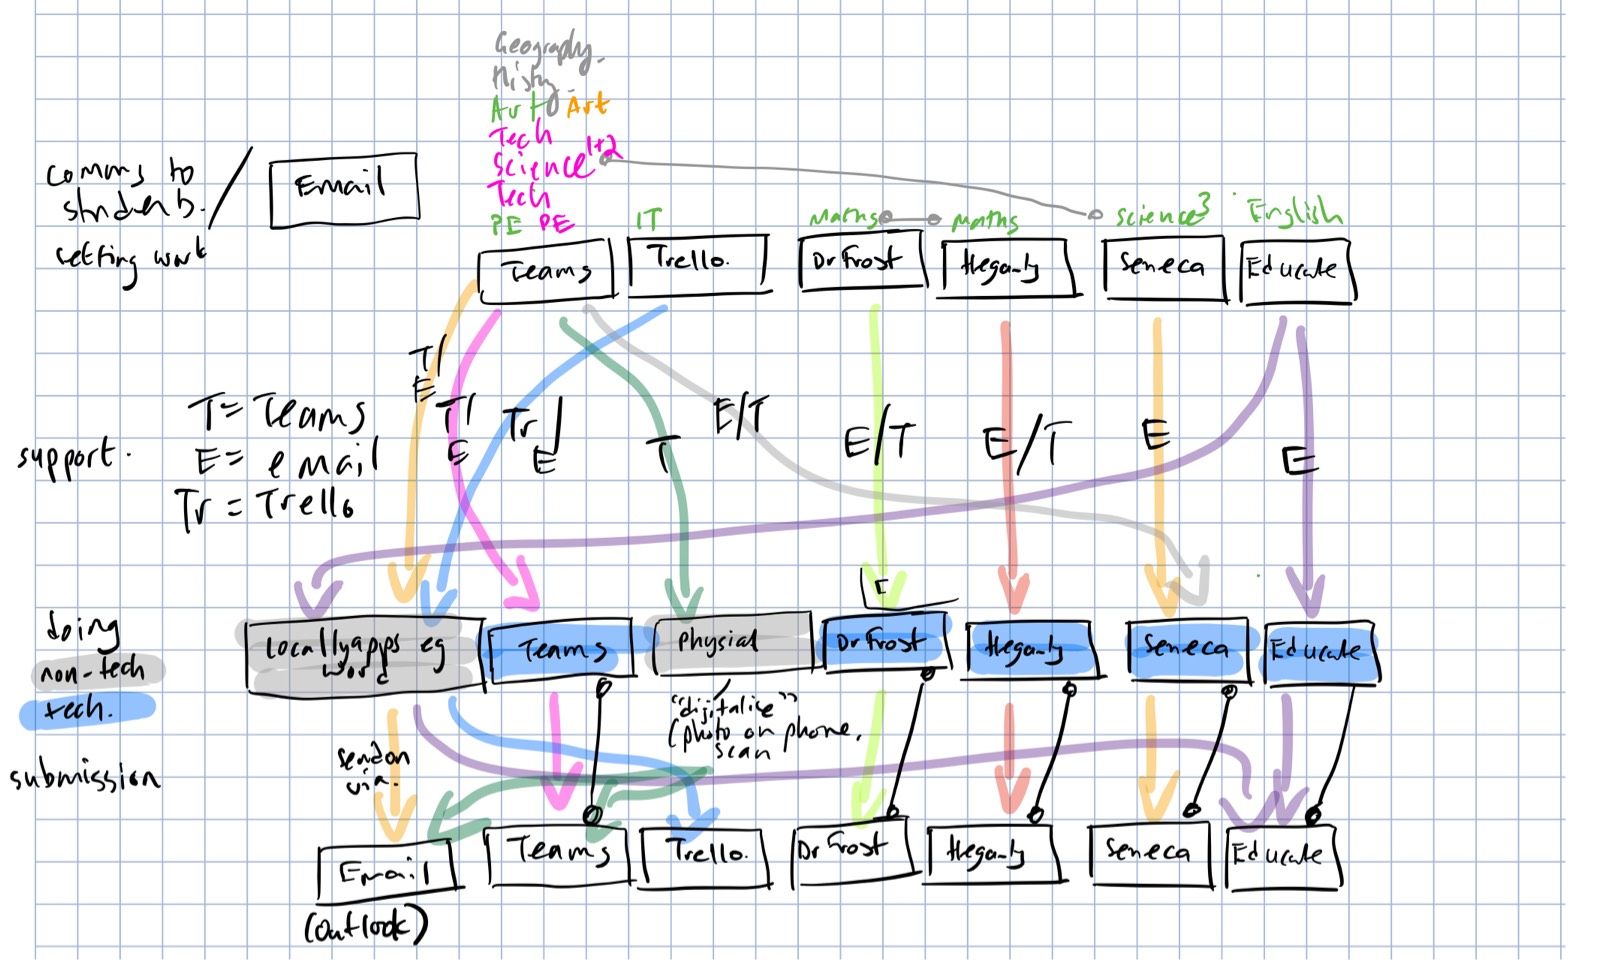 Geography
History
Art Art
Tech
Science 1+2
Tech
PE PE
IT
Maths
Maths
Science 3
English
Comms to
students.
setting work
Email
Teams
Trello.
Dr Frost
Hegarty
Seneca
Educate
T/
E
T/
E
Tr/
E
T
E/T
E/T
E/T
E
E
support.
T = Teams
E = email
Tr = Trello
E
doing
non-tech
tech.
Locally apps eg
word
Teams
Physical
Dr Frost
Hegarty
Seneca
Educate
"digitalise"
(photo on phone,
scan
send on
via.
submission
Email
(Outlook)
Teams
Trello.
Dr Frost
Hegarty
Seneca
Educate